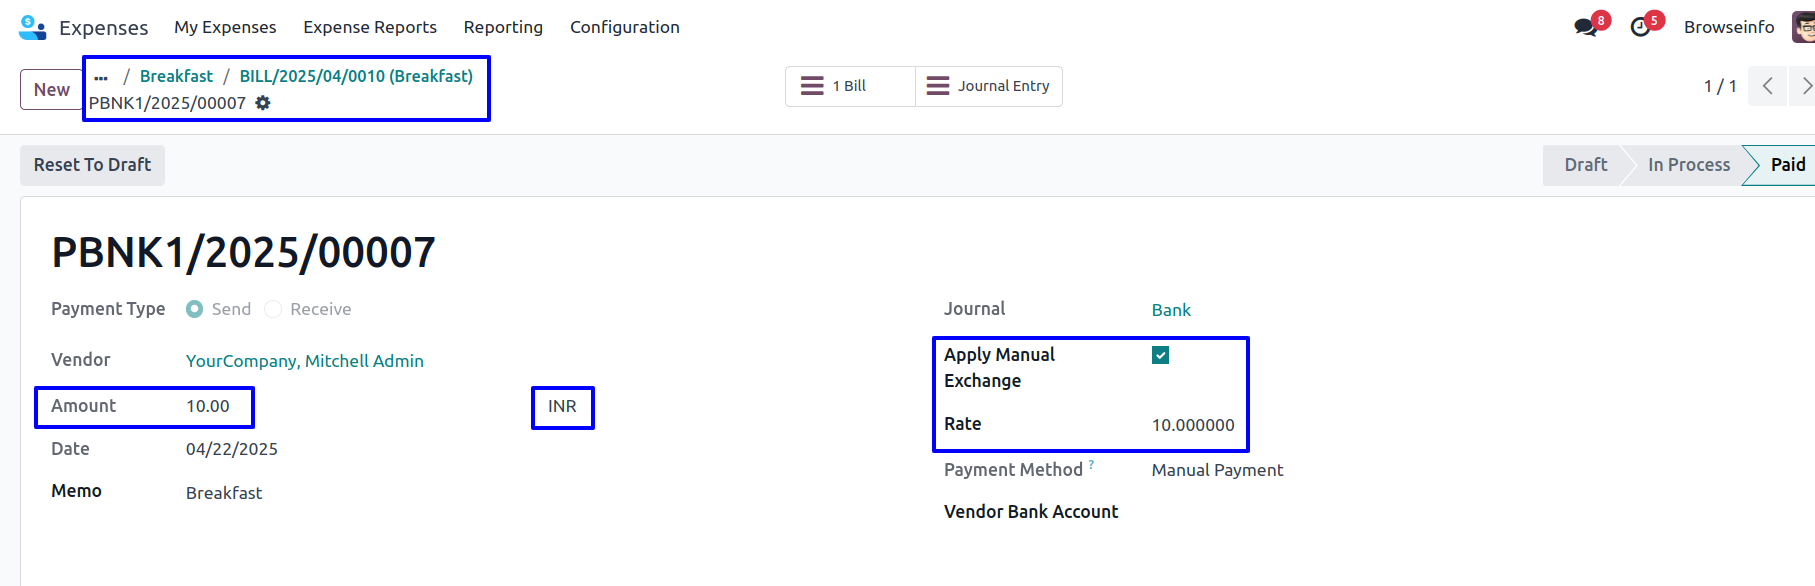 Expenses My Expenses Expense Reports Reporting Configuration 8 5 Browseinfo
New ... / Breakfast / BILL/2025/04/0010 (Breakfast)
PBNK1/2025/00007
1 Bill Journal Entry 1 / 1
Reset To Draft Draft In Process Paid
PBNK1/2025/00007
Payment Type Send Receive
Journal Bank
Vendor YourCompany, Mitchell Admin
Apply Manual
Exchange
Amount 10.00 INR
Rate 10.000000
Date 04/22/2025
Payment Method ? Manual Payment
Memo Breakfast
Vendor Bank Account